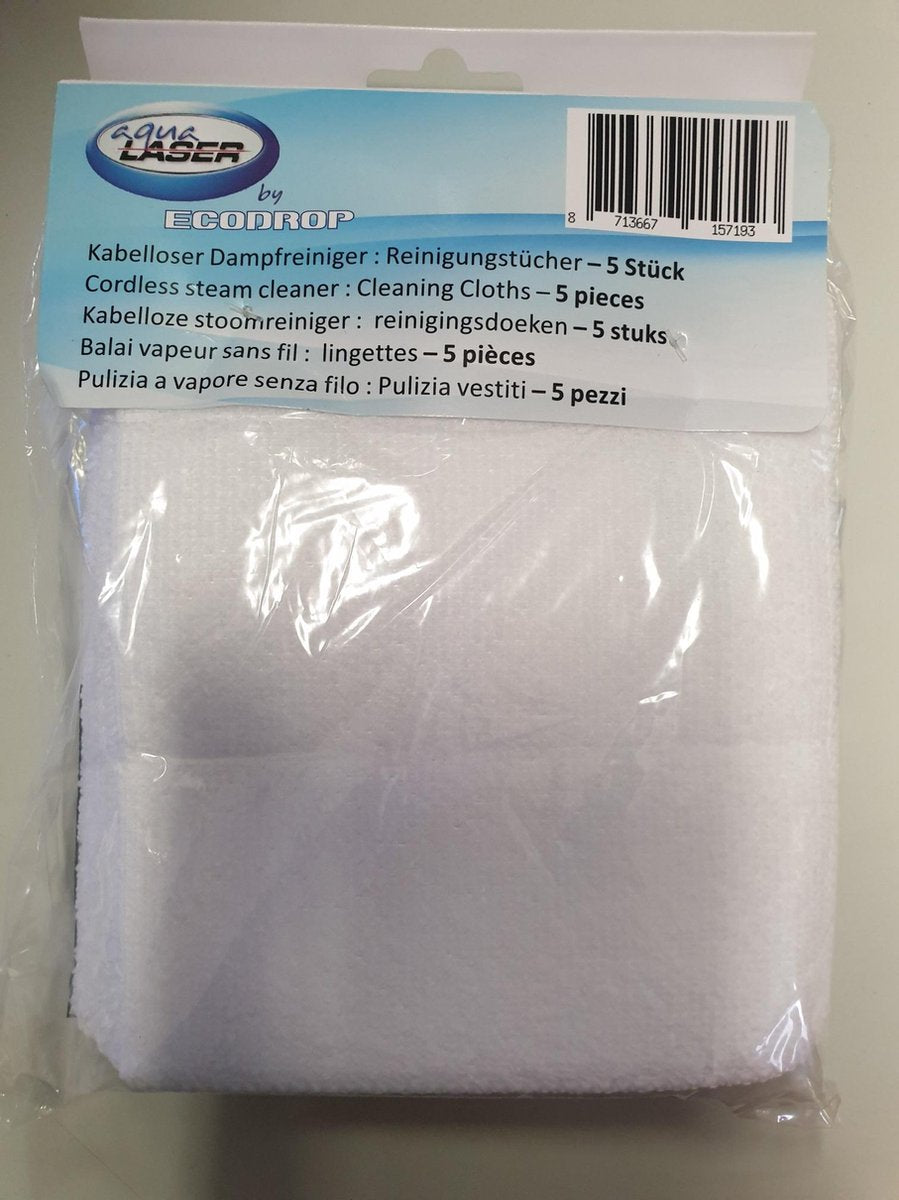 aqua
LASER
by
ECODROP
8 713667 157193
Kabelloser Dampfreiniger : Reinigungstücher – 5 Stück
Cordless steam cleaner : Cleaning Cloths – 5 pieces
Kabelloze stoomreiniger : reinigingsdoeken – 5 stuks
Balai vapeur sans fil : lingettes – 5 pièces
Pulizia a vapore senza filo : Pulizia vestiti – 5 pezzi